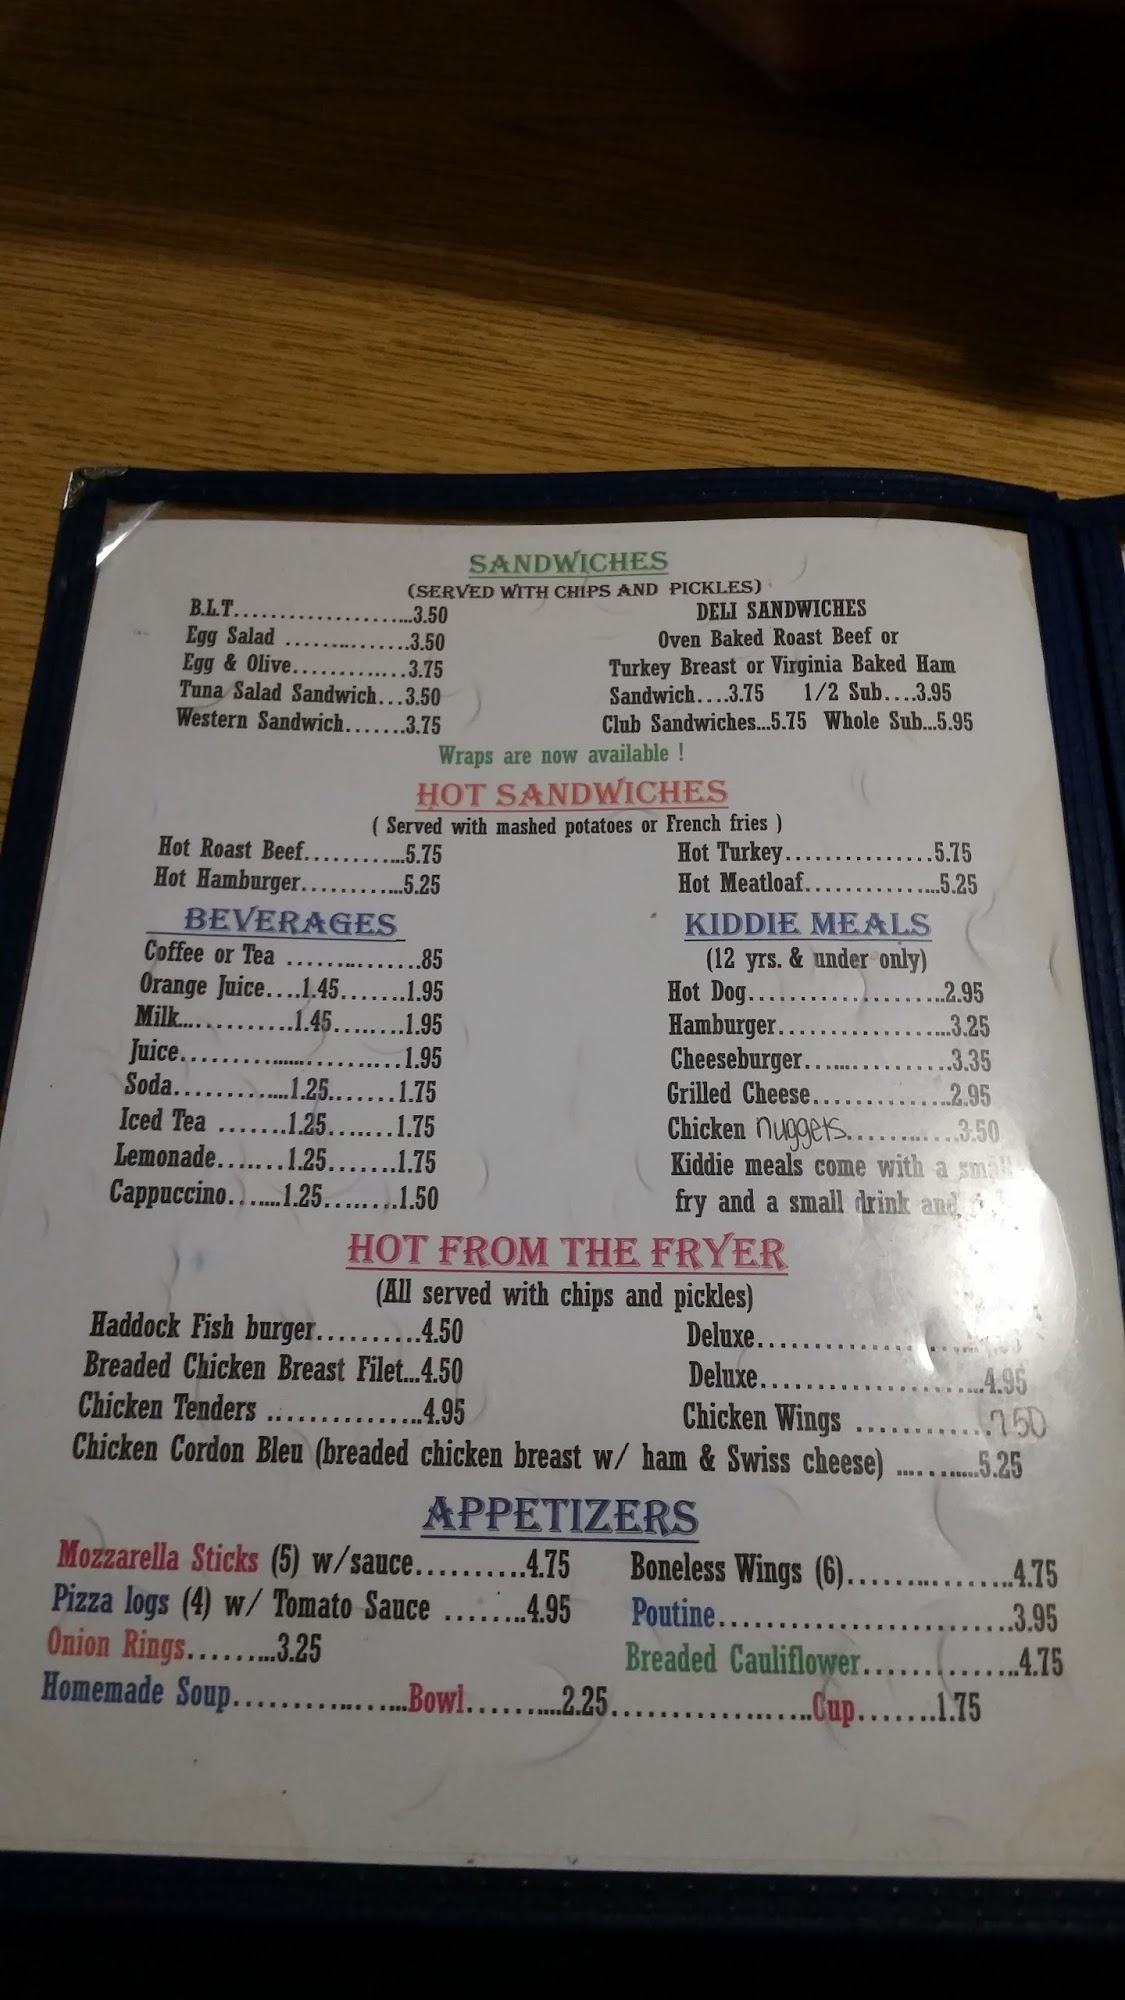 SANDWICHES
(SERVED WITH CHIPS AND PICKLES)
B.L.T.......................3.50
Egg Salad ...............3.50
Egg & Olive............3.75
Tuna Salad Sandwich...3.50
Western Sandwich.......3.75
DELI SANDWICHES
Oven Baked Roast Beef or
Turkey Breast or Virginia Baked Ham
Sandwich....3.75 1/2 Sub....3.95
Club Sandwiches...5.75 Whole Sub...5.95
Wraps are now available !
HOT SANDWICHES
( Served with mashed potatoes or French fries )
Hot Roast Beef............5.75
Hot Hamburger............5.25
Hot Turkey...............5.75
Hot Meatloaf...............5.25
BEVERAGES
Coffee or Tea ................85
Orange Juice....1.45.......1.95
Milk.............1.45........1.95
Juice..........................1.95
Soda.............1.25.......1.75
Iced Tea .......1.25........1.75
Lemonade.......1.25.......1.75
Cappuccino.......1.25........1.50
KIDDIE MEALS
(12 yrs. & under only)
Hot Dog.....................2.95
Hamburger...................3.25
Cheeseburger...............3.35
Grilled Cheese...............2.95
Chicken nuggets............3.50
Kiddie meals come with a small
fry and a small drink and
HOT FROM THE FRYER
(All served with chips and pickles)
Haddock Fish burger..........4.50
Breaded Chicken Breast Filet...4.50
Chicken Tenders ................4.95
Deluxe.....................
Deluxe.......................4.95
Chicken Wings .............7.50
Chicken Cordon Bleu (breaded chicken breast w/ ham & Swiss cheese) ...........5.25
APPETIZERS
Mozzarella Sticks (5) w/sauce..........4.75
Pizza logs (4) w/ Tomato Sauce .........4.95
Onion Rings.........3.25
Boneless Wings (6)..................4.75
Poutine..........................3.95
Breaded Cauliflower...............4.75
Homemade Soup..................Bowl..........2.25....................Cup.......1.75